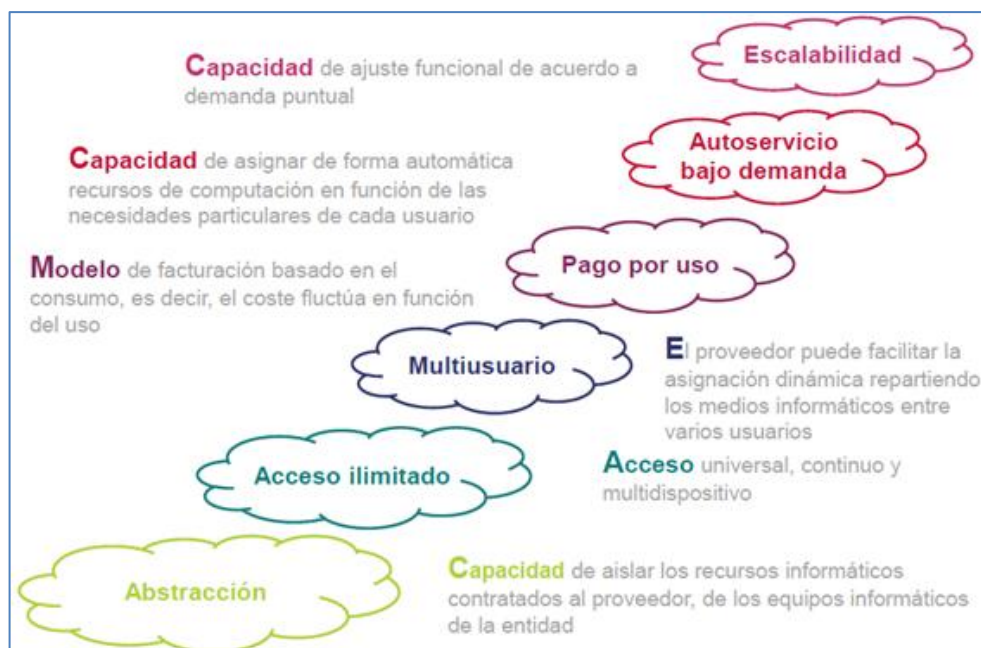 Escalabilidad
Capacidad de ajuste funcional de acuerdo a
demanda puntual
Autoservicio
bajo demanda
Capacidad de asignar de forma automática
recursos de computación en función de las
necesidades particulares de cada usuario
Pago por uso
Modelo de facturación basado en el
consumo, es decir, el coste fluctúa en función
del uso
Multiusuario
El proveedor puede facilitar la
asignación dinámica repartiendo
los medios informáticos entre
varios usuarios
Acceso ilimitado
Acceso universal, continuo y
multidispositivo
Abstracción
Capacidad de aislar los recursos informáticos
contratados al proveedor, de los equipos informáticos
de la entidad